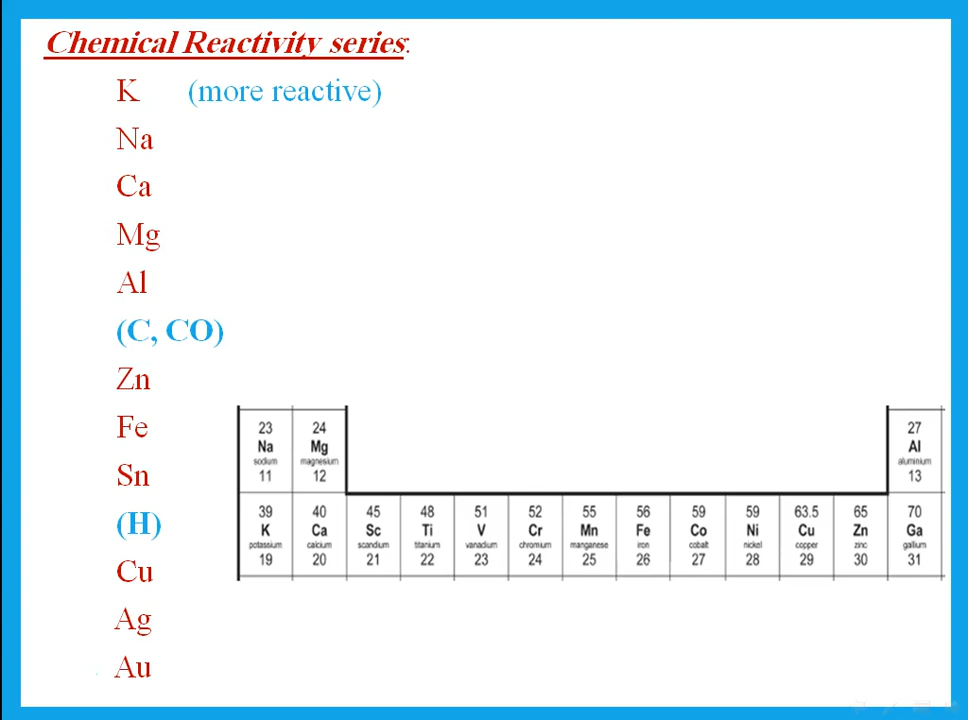 Chemical Reactivity series:
K (more reactive)
Na
Ca
Mg
Al
(C, CO)
Zn
Fe
Sn
(H)
Cu
Ag
Au
23 24 27
Na Mg Al
sodium magnesium aluminium
11 12 13
39 40 45 48 51 52 55 56 59 59 63.5 65 70
K Ca Sc Ti V Cr Mn Fe Co Ni Cu Zn Ga
potassium calcium scandium titanium vanadium chromium manganese iron cobalt nickel copper zinc gallium
19 20 21 22 23 24 25 26 27 28 29 30 31